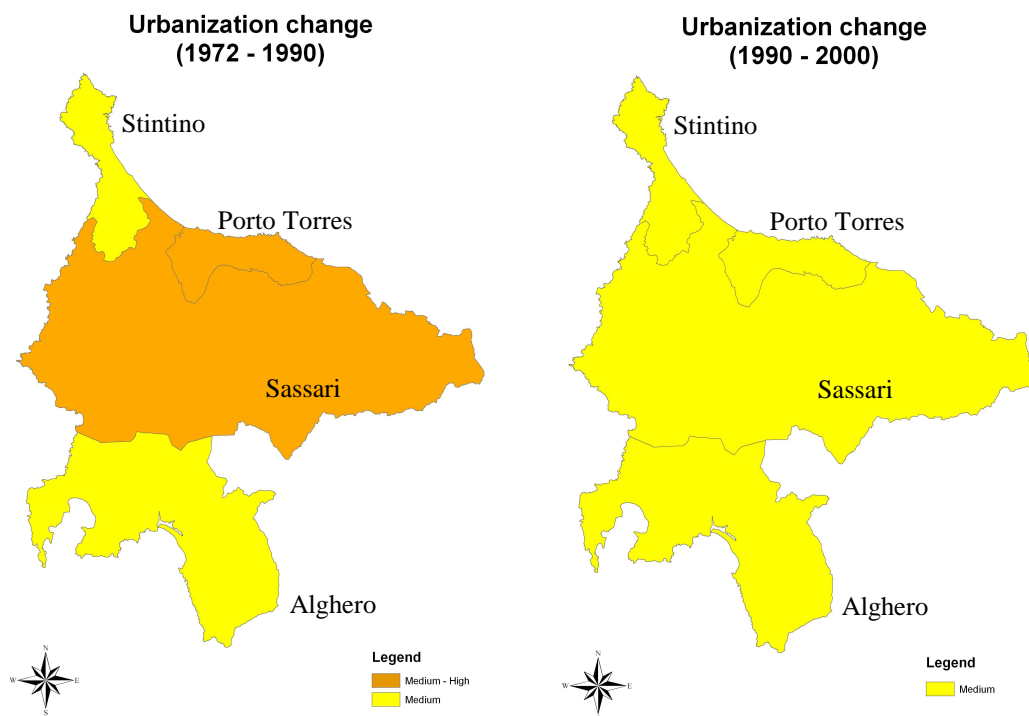 Urbanization change
(1972 - 1990)
Stintino
Porto Torres
Sassari
Alghero
N
W
E
S
Legend
Medium - High
Medium
Urbanization change
(1990 - 2000)
Stintino
Porto Torres
Sassari
Alghero
N
W
E
S
Legend
Medium